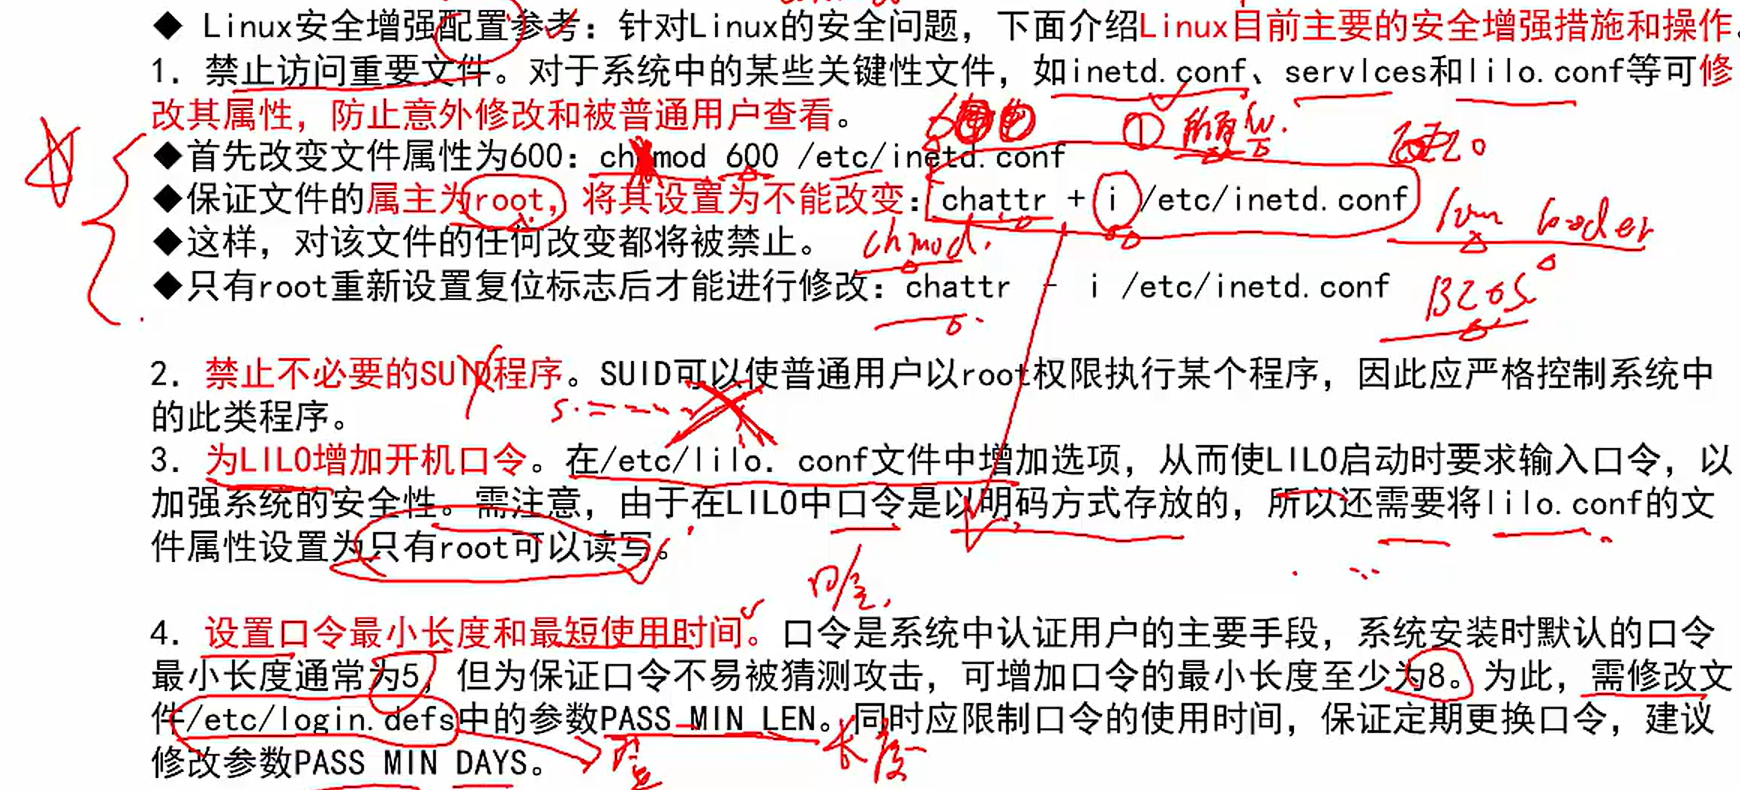 ◆ Linux安全增强配置参考：针对Linux的安全问题，下面介绍Linux目前主要的安全增强措施和操作。
1. 禁止访问重要文件。对于系统中的某些关键性文件，如inetd.conf、servlces和lilo.conf等可修
改其属性，防止意外修改和被普通用户查看。
① 所有
◆首先改变文件属性为600：chmod 600 /etc/inetd.conf
◆保证文件的属主为root，将其设置为不能改变：chattr + i /etc/inetd.conf
◆这样，对该文件的任何改变都将被禁止。 chmod.
◆只有root重新设置复位标志后才能进行修改：chattr - i /etc/inetd.conf
2. 禁止不必要的SUID程序。SUID可以使普通用户以root权限执行某个程序，因此应严格控制系统中
的此类程序。
3. 为LILO增加开机口令。在/etc/lilo. conf文件中增加选项，从而使LILO启动时要求输入口令，以
加强系统的安全性。需注意，由于在LILO中口令是以明码方式存放的，所以还需要将lilo.conf的文
件属性设置为只有root可以读写。
4. 设置口令最小长度和最短使用时间。口令是系统中认证用户的主要手段，系统安装时默认的口令
最小长度通常为5，但为保证口令不易被猜测攻击，可增加口令的最小长度至少为8。为此，需修改文
件/etc/login.defs中的参数PASS MIN LEN。同时应限制口令的使用时间，保证定期更换口令，建议
修改参数PASS MIN DAYS。
长度